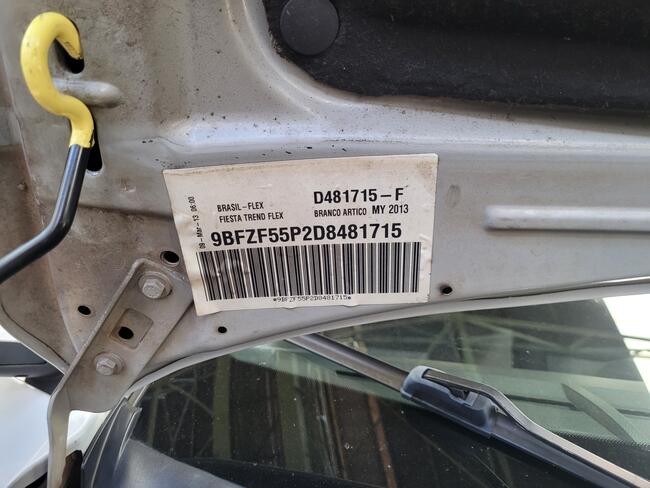 09-Mar-13 06:00
BRASIL-FLEX D481715-F
FIESTA TREND FLEX BRANCO ARTICO MY 2013
9BFZF55P2D8481715
*9BFZF55P2D8481715*